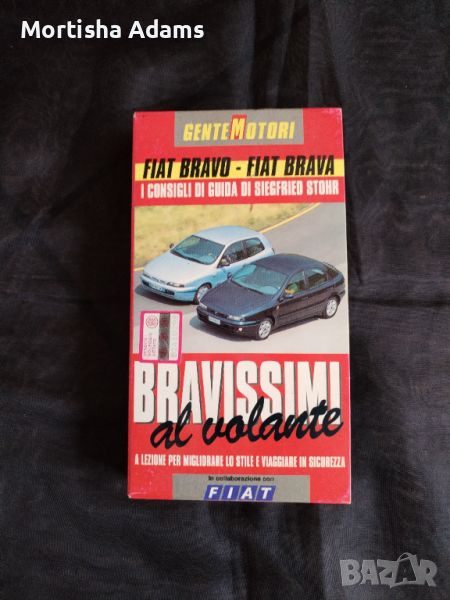 Mortisha Adams
GENTEMOTORI
FIAT BRAVO - FIAT BRAVA
I CONSIGLI DI GUIDA DI SIEGFRIED STOHR
BRAVISSIMI
al volante
A LEZIONE PER MIGLIORARE LO STILE E VIAGGIARE IN SICUREZZA
In collaborazione con
FIAT
BAZAR